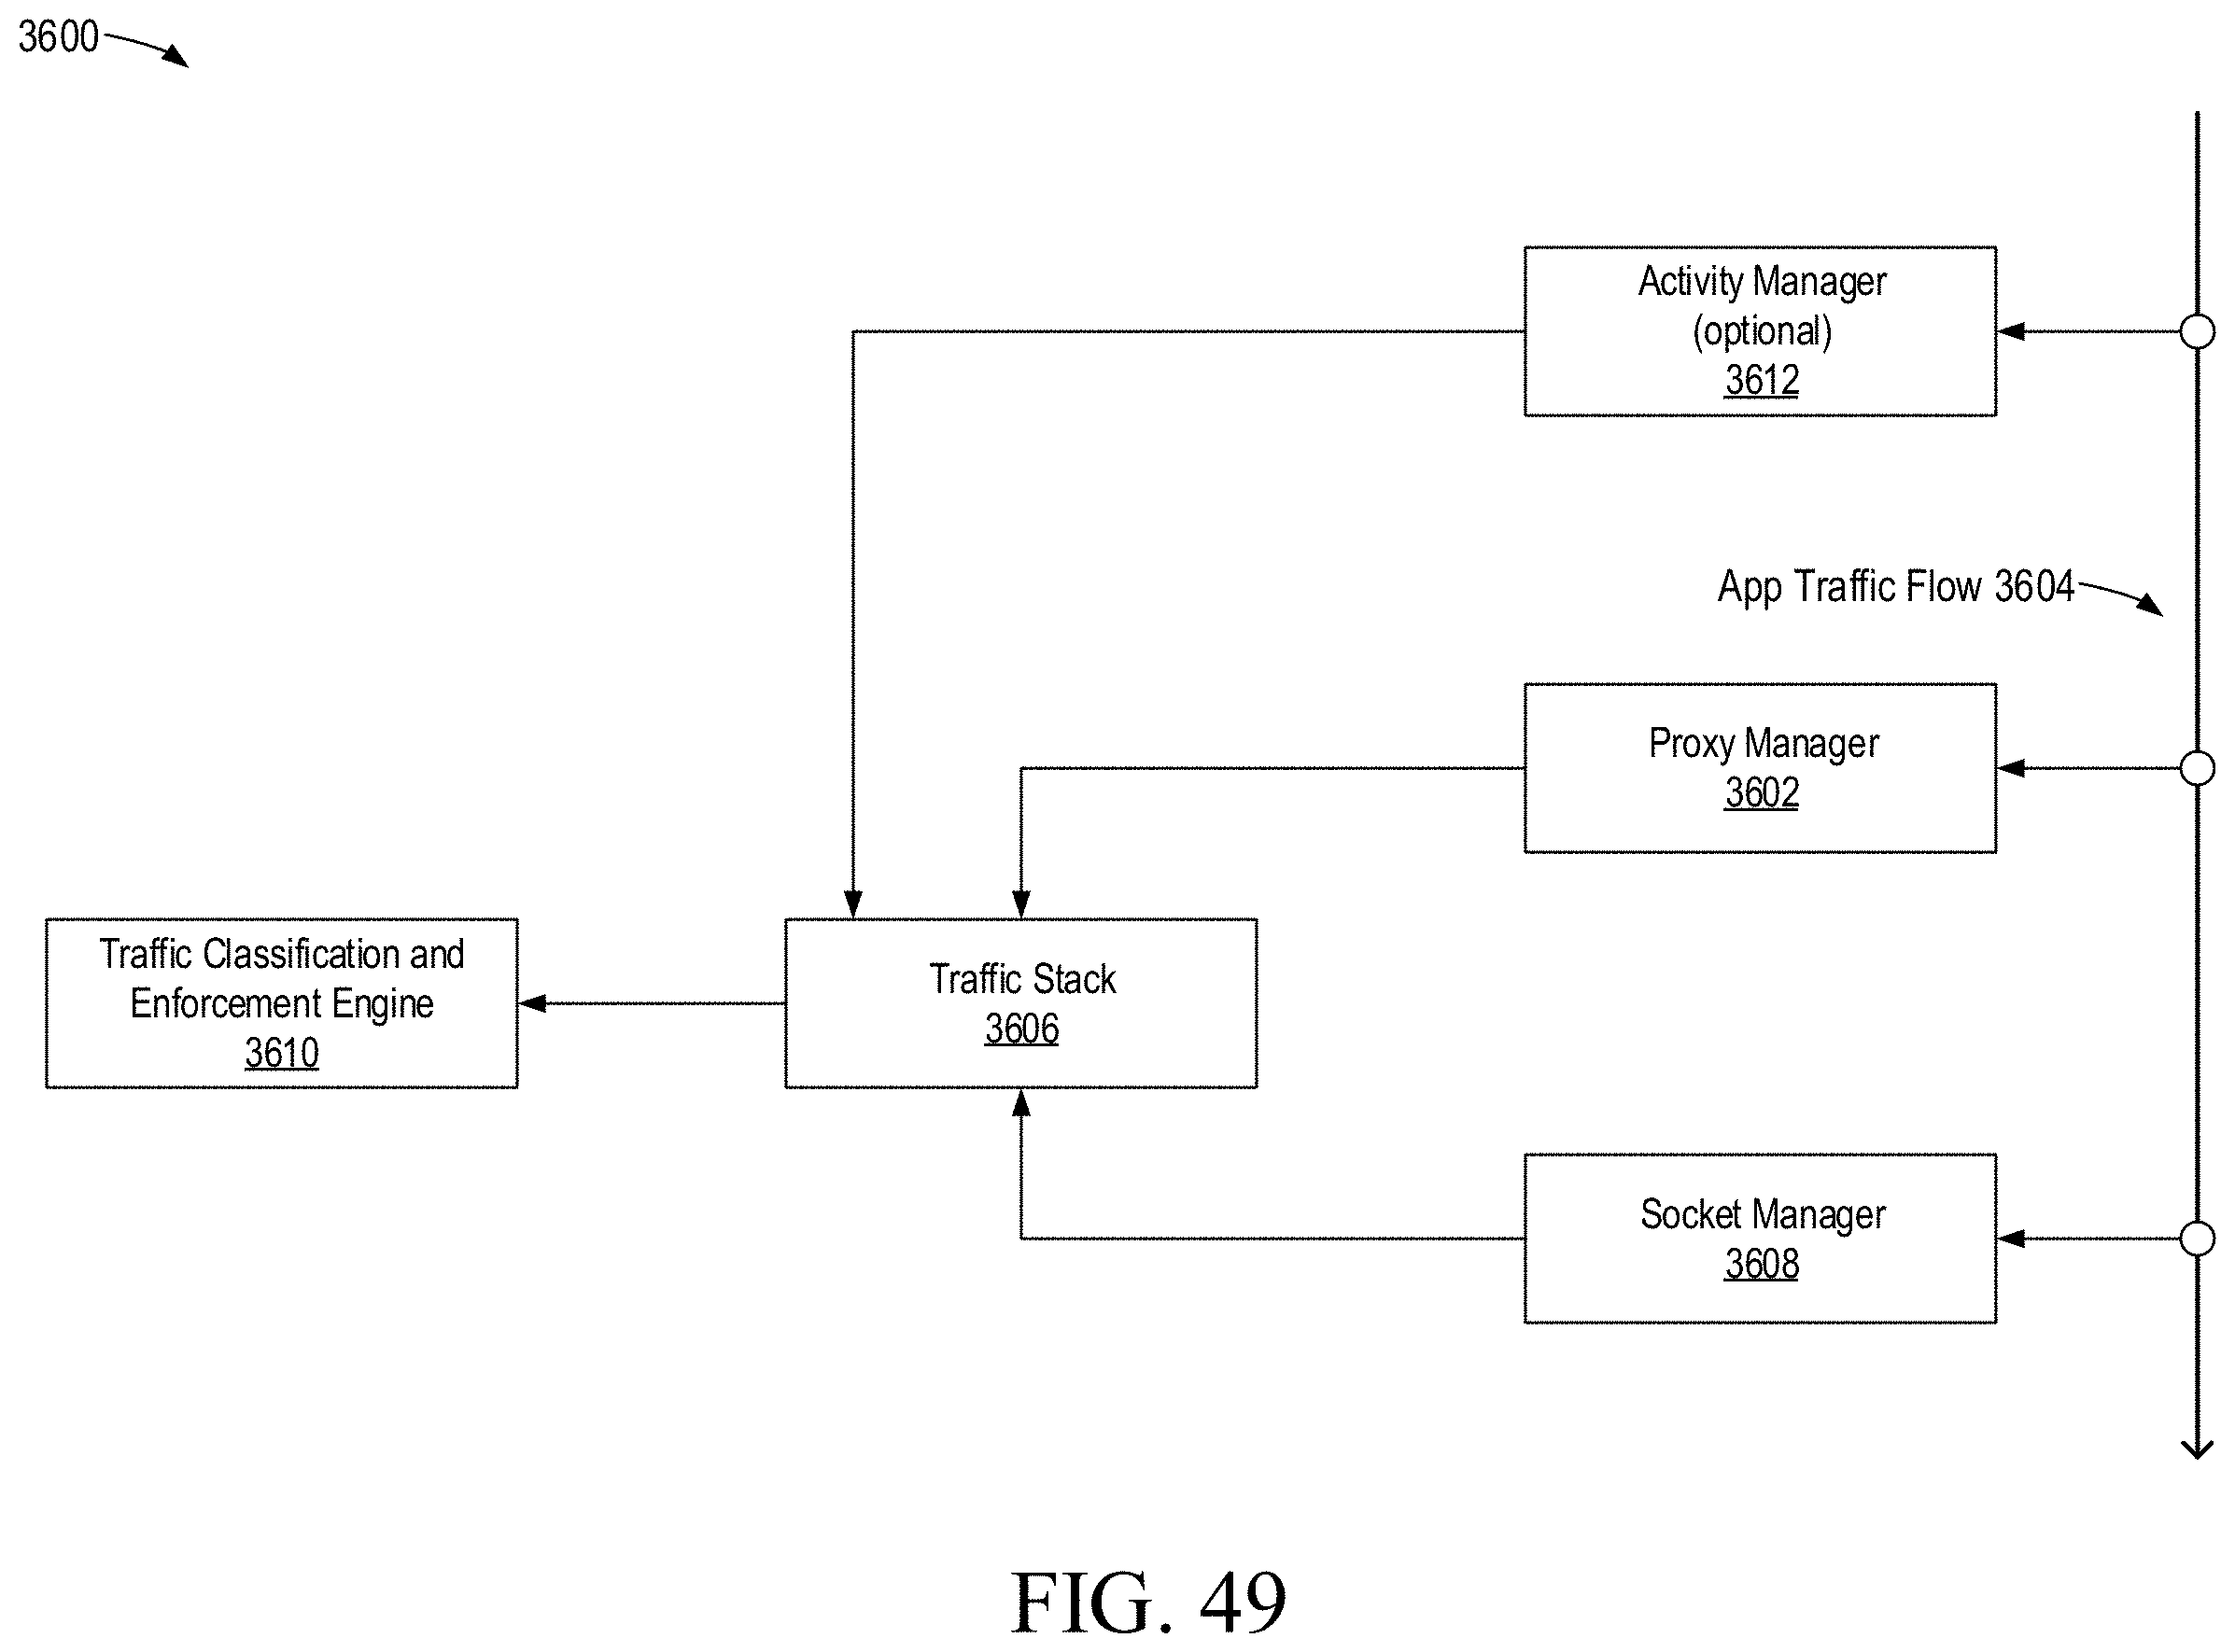 3600
Activity Manager
(optional)
3612
App Traffic Flow 3604
Proxy Manager
3602
Traffic Classification and
Enforcement Engine
3610
Traffic Stack
3606
Socket Manager
3608
FIG. 49